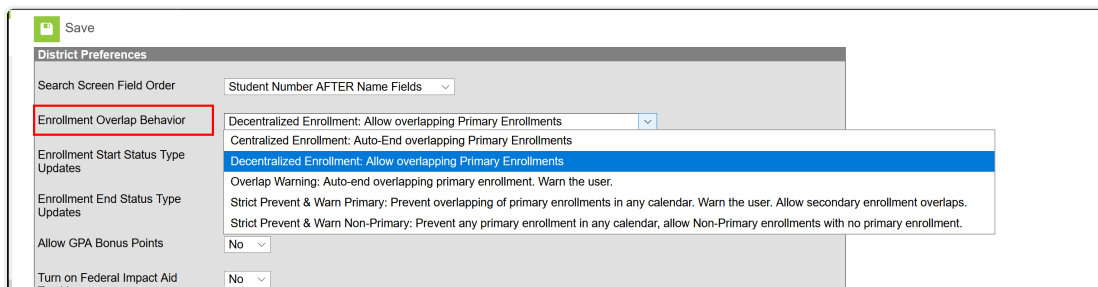 Save
District Preferences
Search Screen Field Order
Student Number AFTER Name Fields
Enrollment Overlap Behavior
Decentralized Enrollment: Allow overlapping Primary Enrollments
Centralized Enrollment: Auto-End overlapping Primary Enrollments
Decentralized Enrollment: Allow overlapping Primary Enrollments
Overlap Warning: Auto-end overlapping primary enrollment. Warn the user.
Strict Prevent & Warn Primary: Prevent overlapping of primary enrollments in any calendar. Warn the user. Allow secondary enrollment overlaps.
Strict Prevent & Warn Non-Primary: Prevent any primary enrollment in any calendar, allow Non-Primary enrollments with no primary enrollment.
Enrollment Start Status Type
Updates
Enrollment End Status Type
Updates
Allow GPA Bonus Points
No
Turn on Federal Impact Aid
No